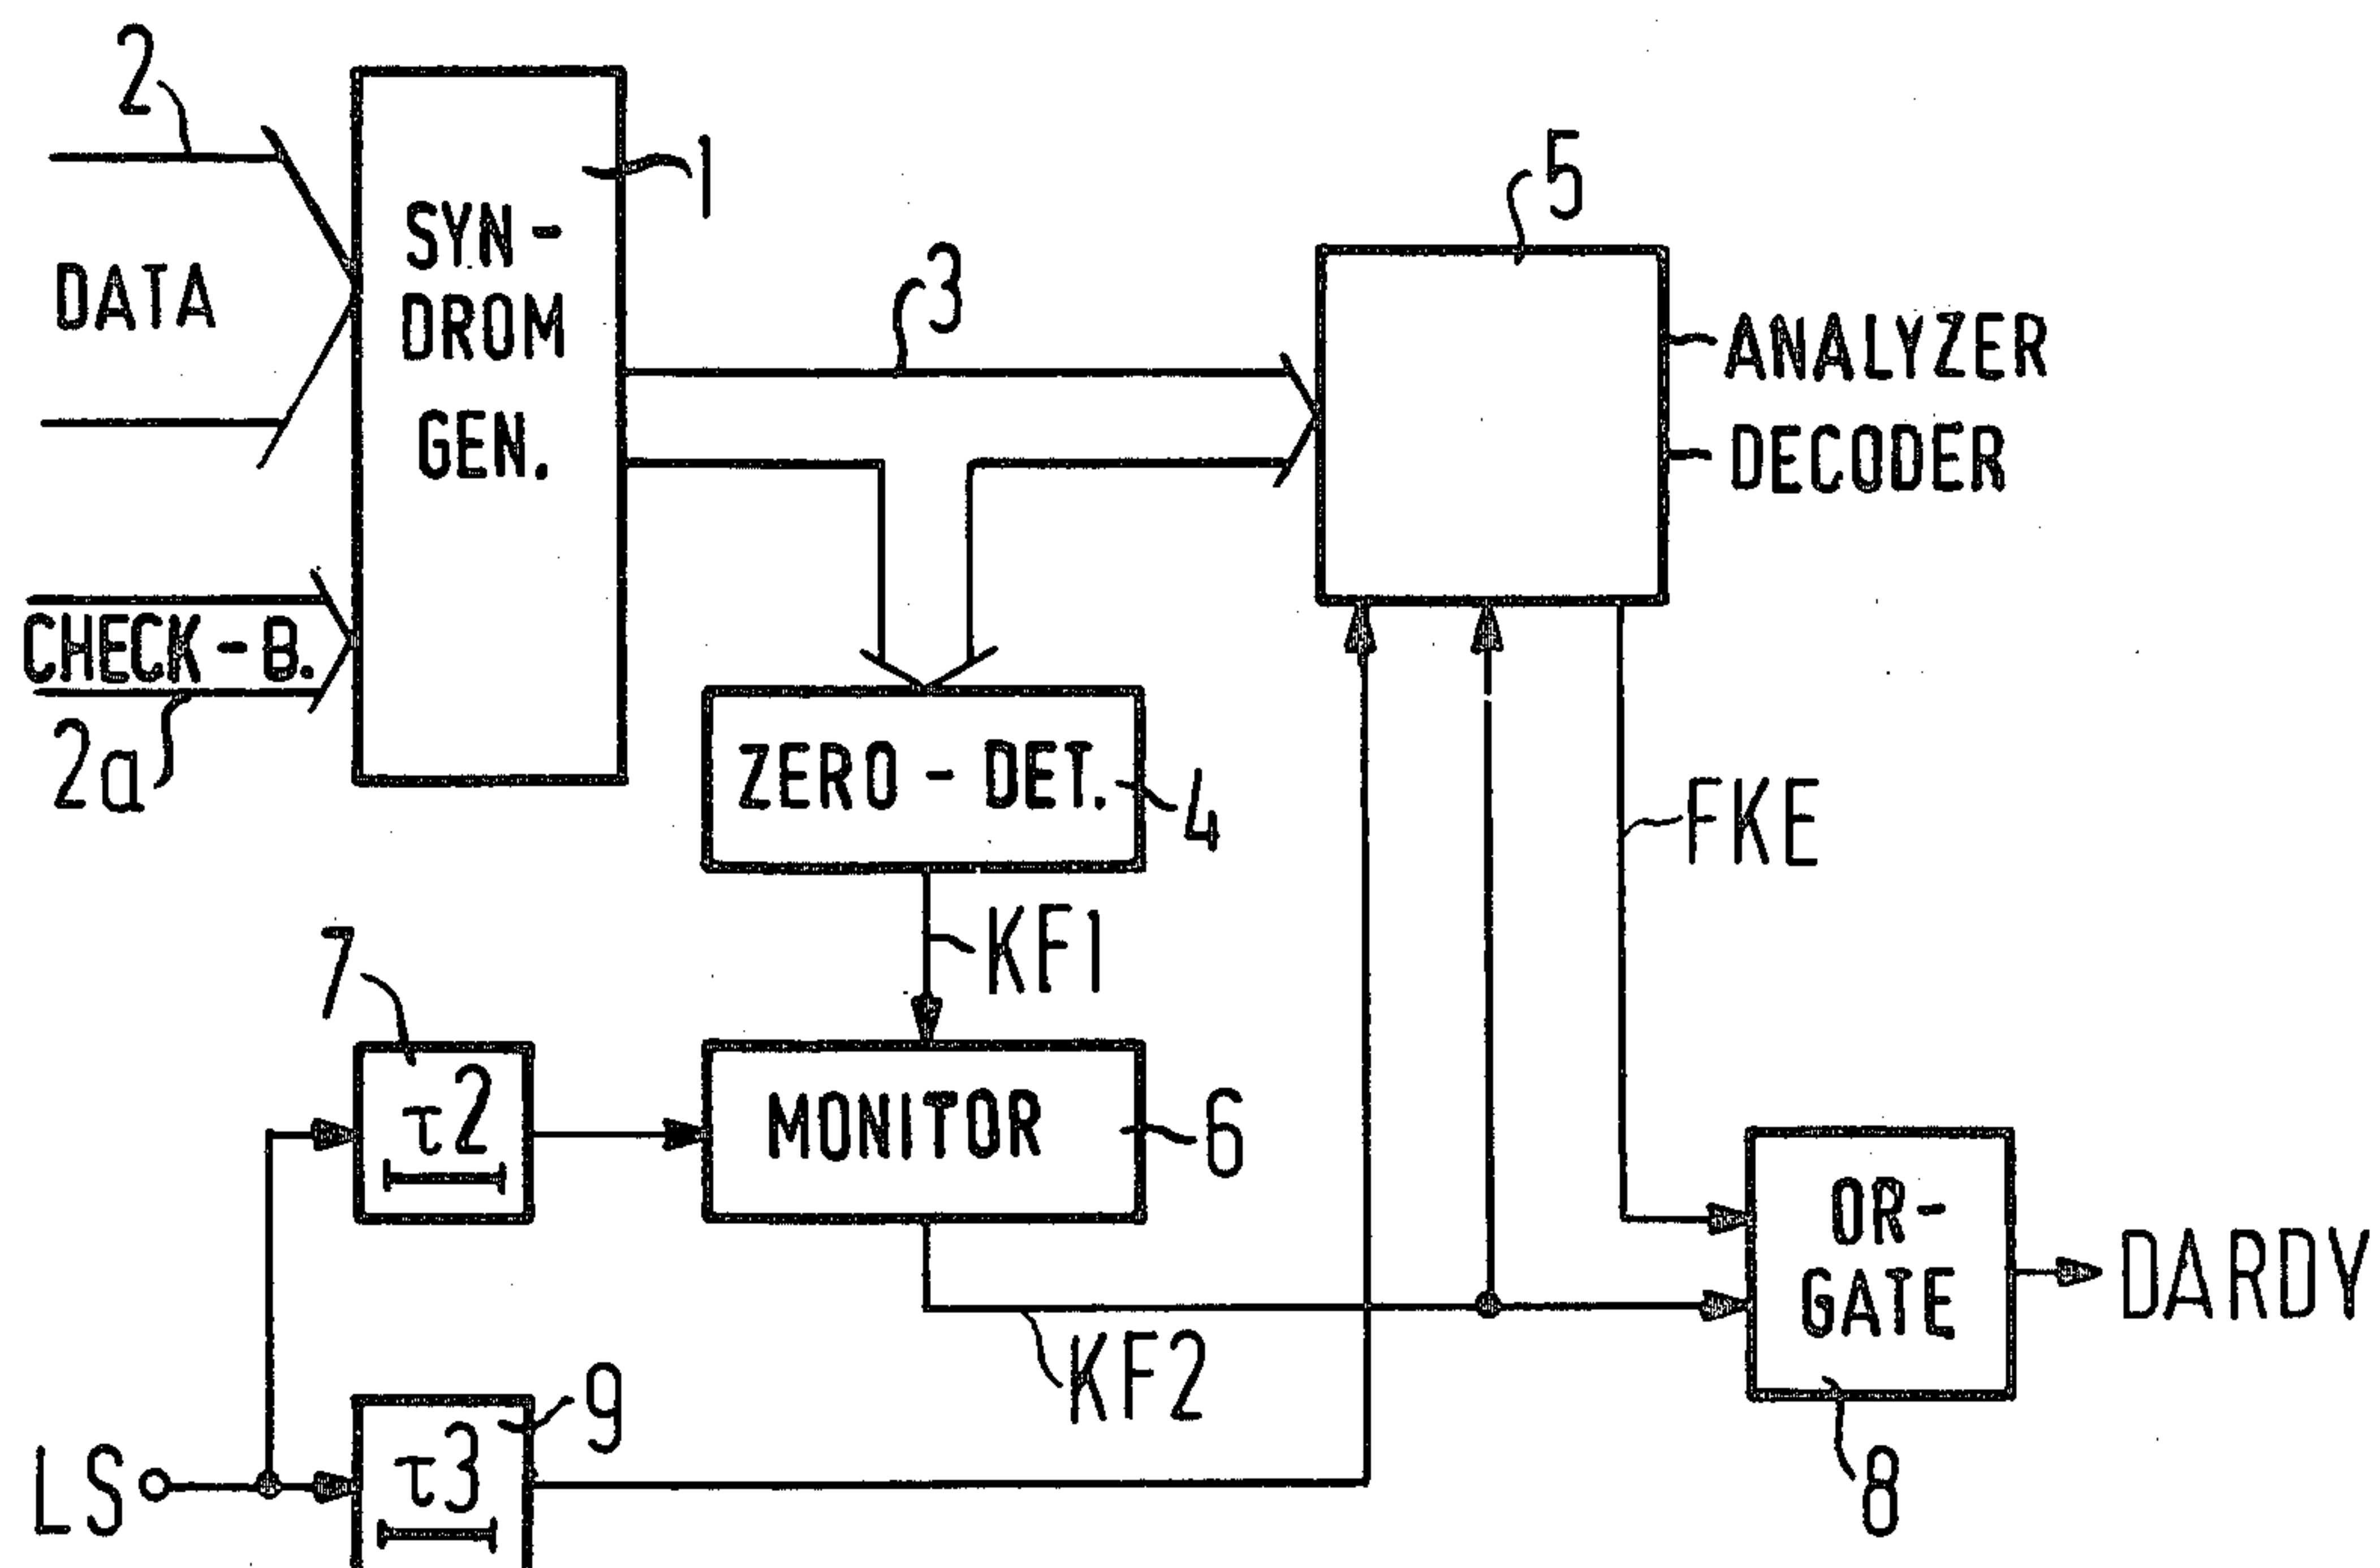 2
DATA
CHECK-B.
2a
SYN-
DROM
GEN.
1
3
5
ANALYZER
DECODER
ZERO-DET.
4
KF1
FKE
7
τ2
MONITOR
6
KF2
OR-
GATE
8
DARDY
LS
τ3
9